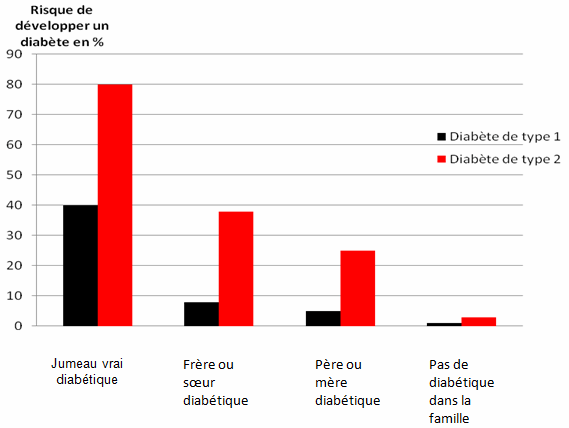 Risque de
développer un
diabète en %
90
80
70
60
50
40
30
20
10
0
Diabète de type 1
Diabète de type 2
Jumeau vrai
diabétique
Frère ou
sœur
diabétique
Père ou
mère
diabétique
Pas de
diabétique
dans la
famille